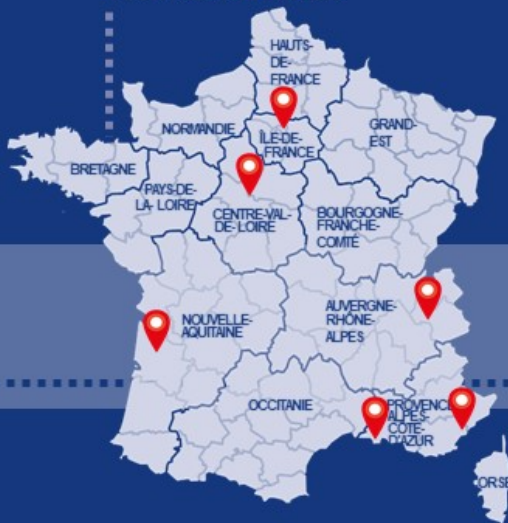 HAUTS-
DE-
FRANCE
NORMANDIE
ÎLE-DE-
-FRANCE
GRAND-
EST
BRETAGNE
PAYS-DE-
LA- LOIRE
CENTRE-VAL-
DE-LOIRE
BOURGOGNE-
FRANCHE-
COMTÉ
NOUVELLE-
AQUITAINE
AUVERGNE-
RHÔNE-
ALPES
OCCITANIE
PROVENCE
ALPES-
CÔTE-
D'AZUR
ORSE